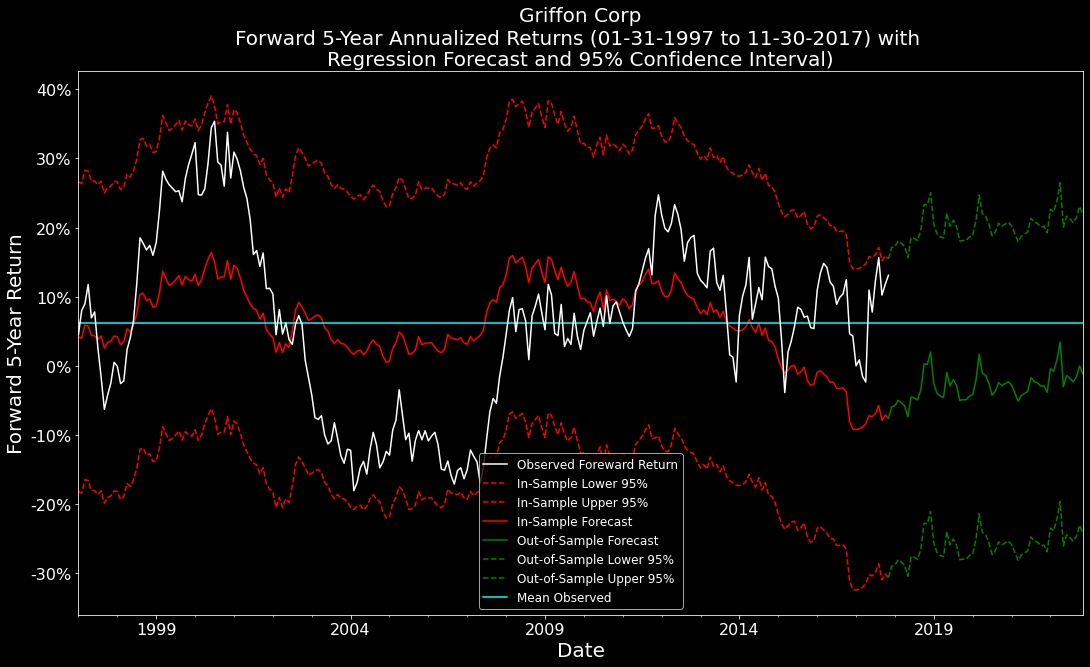 Griffon Corp
Forward 5-Year Annualized Returns (01-31-1997 to 11-30-2017) with
Regression Forecast and 95% Confidence Interval)
Forward 5-Year Return
40%
30%
20%
10%
0%
-10%
-20%
-30%
Observed Foreward Return
In-Sample Lower 95%
In-Sample Upper 95%
In-Sample Forecast
Out-of-Sample Forecast
Out-of-Sample Lower 95%
Out-of-Sample Upper 95%
Mean Observed
1999 2004 2009 2014 2019
Date